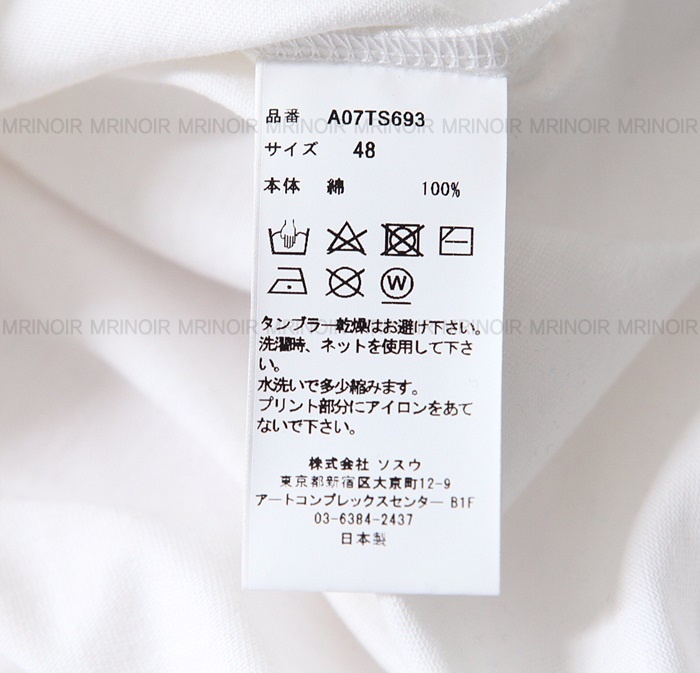 品番 A07TS693
MRINOIR MRINOIR MRINOIR MRINOIR MRINOIR MRINOIR MRINOIR MRINOIR
サイズ 48
本体 綿 100%
W
タンブラー乾燥はお避け下さい。
MRINOIR MRINOIR MRINOIR MRINOIR MRINOIR MRINOIR MRINOIR MRINOIR
洗濯時、ネットを使用して下さ
い。
水洗いで多少縮みます。
プリント部分にアイロンをあて
ないで下さい。
株式会社 ソスウ
東京都新宿区大京町12-9
アートコンプレックスセンター B1F
03-6384-2437
日本製